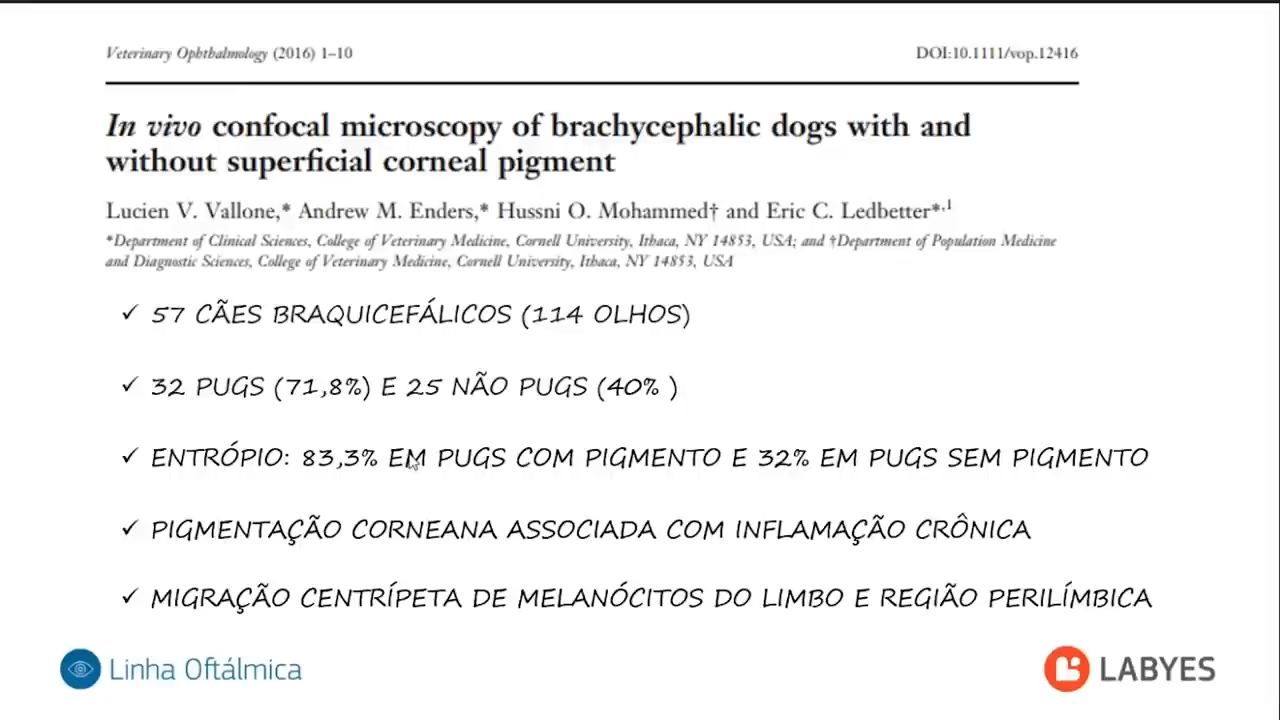 Veterinary Ophthalmology (2016) 1–10 DOI:10.1111/vop.12416
In vivo confocal microscopy of brachycephalic dogs with and
without superficial corneal pigment
Lucien V. Vallone,* Andrew M. Enders,* Hussni O. Mohammed† and Eric C. Ledbetter*,1
*Department of Clinical Sciences, College of Veterinary Medicine, Cornell University, Ithaca, NY 14853, USA; and †Department of Population Medicine
and Diagnostic Sciences, College of Veterinary Medicine, Cornell University, Ithaca, NY 14853, USA
✓ 57 CÃES BRAQUICEFÁLICOS (114 OLHOS)
✓ 32 PUGS (71,8%) E 25 NÃO PUGS (40% )
✓ ENTRÓPIO: 83,3% EM PUGS COM PIGMENTO E 32% EM PUGS SEM PIGMENTO
✓ PIGMENTAÇÃO CORNEANA ASSOCIADA COM INFLAMAÇÃO CRÔNICA
✓ MIGRAÇÃO CENTRÍPETA DE MELANÓCITOS DO LIMBO E REGIÃO PERILÍMBICA
Linha Oftálmica LABYES